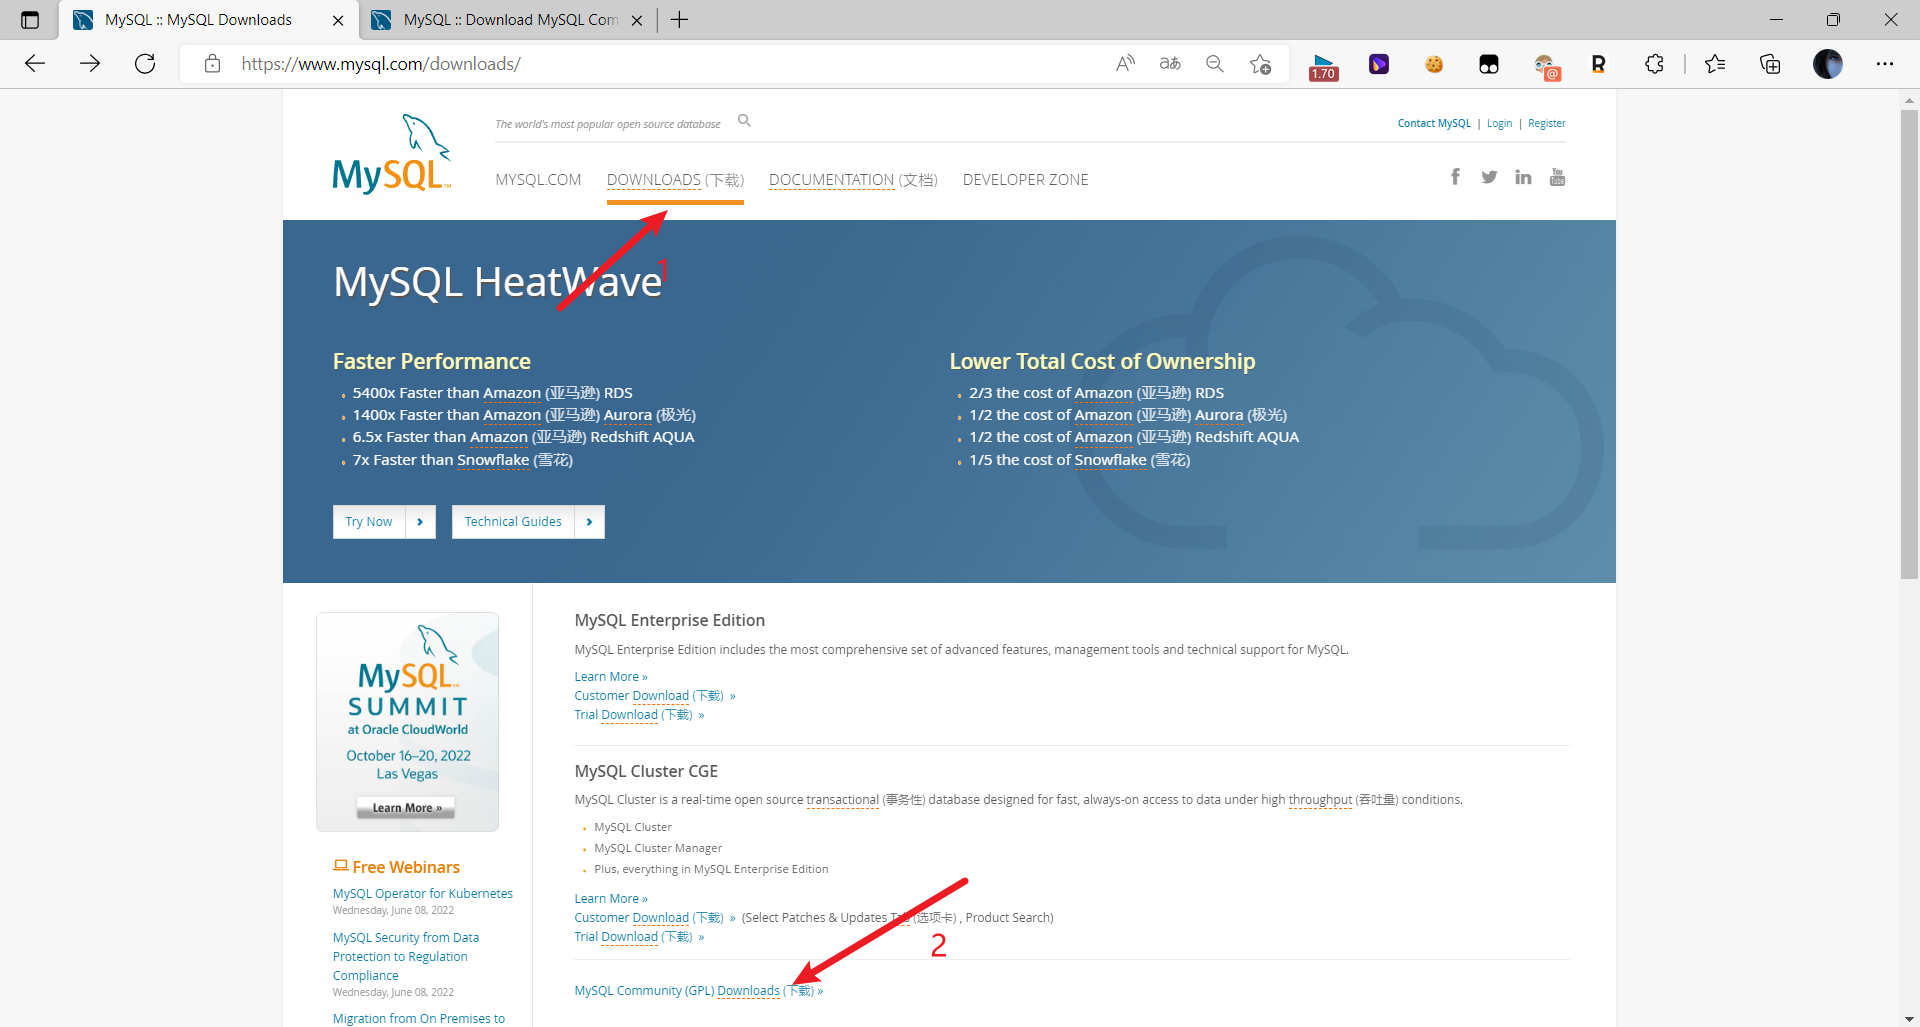 MySQL :: MySQL Downloads
MySQL :: Download MySQL Com
https://www.mysql.com/downloads/
1.70
MySQL
The world's most popular open source database
Contact MySQL | Login | Register
MYSQL.COM DOWNLOADS (下载) DOCUMENTATION (文档) DEVELOPER ZONE
MySQL HeatWave
1
Faster Performance
5400x Faster than Amazon (亚马逊) RDS
1400x Faster than Amazon (亚马逊) Aurora (极光)
6.5x Faster than Amazon (亚马逊) Redshift AQUA
7x Faster than Snowflake (雪花)
Lower Total Cost of Ownership
2/3 the cost of Amazon (亚马逊) RDS
1/2 the cost of Amazon (亚马逊) Aurora (极光)
1/2 the cost of Amazon (亚马逊) Redshift AQUA
1/5 the cost of Snowflake (雪花)
Try Now
Technical Guides
MySQL
SUMMIT
at Oracle CloudWorld
October 16–20, 2022
Las Vegas
Learn More »
Free Webinars
MySQL Operator for Kubernetes
Wednesday, June 08, 2022
MySQL Security from Data
Protection to Regulation
Compliance
Wednesday, June 08, 2022
Migration from On Premises to
MySQL Enterprise Edition
MySQL Enterprise Edition includes the most comprehensive set of advanced features, management tools and technical support for MySQL.
Learn More »
Customer Download (下载) »
Trial Download (下载) »
MySQL Cluster CGE
MySQL Cluster is a real-time open source transactional (事务性) database designed for fast, always-on access to data under high throughput (吞吐量) conditions.
MySQL Cluster
MySQL Cluster Manager
Plus, everything in MySQL Enterprise Edition
Learn More »
Customer Download (下载) » (Select Patches & Updates Tab (选项卡) , Product Search)
Trial Download (下载) »
2
MySQL Community (GPL) Downloads (下载) »